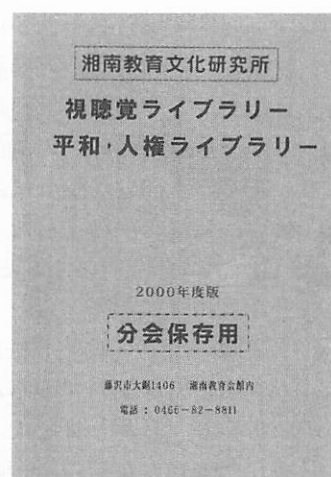 湘南教育文化研究所
視聴覚ライブラリー
平和・人権ライブラリー
2000年度版
分会保存用
藤沢市大鋸1406 湘南教育会館内
電話：0466-82-8811